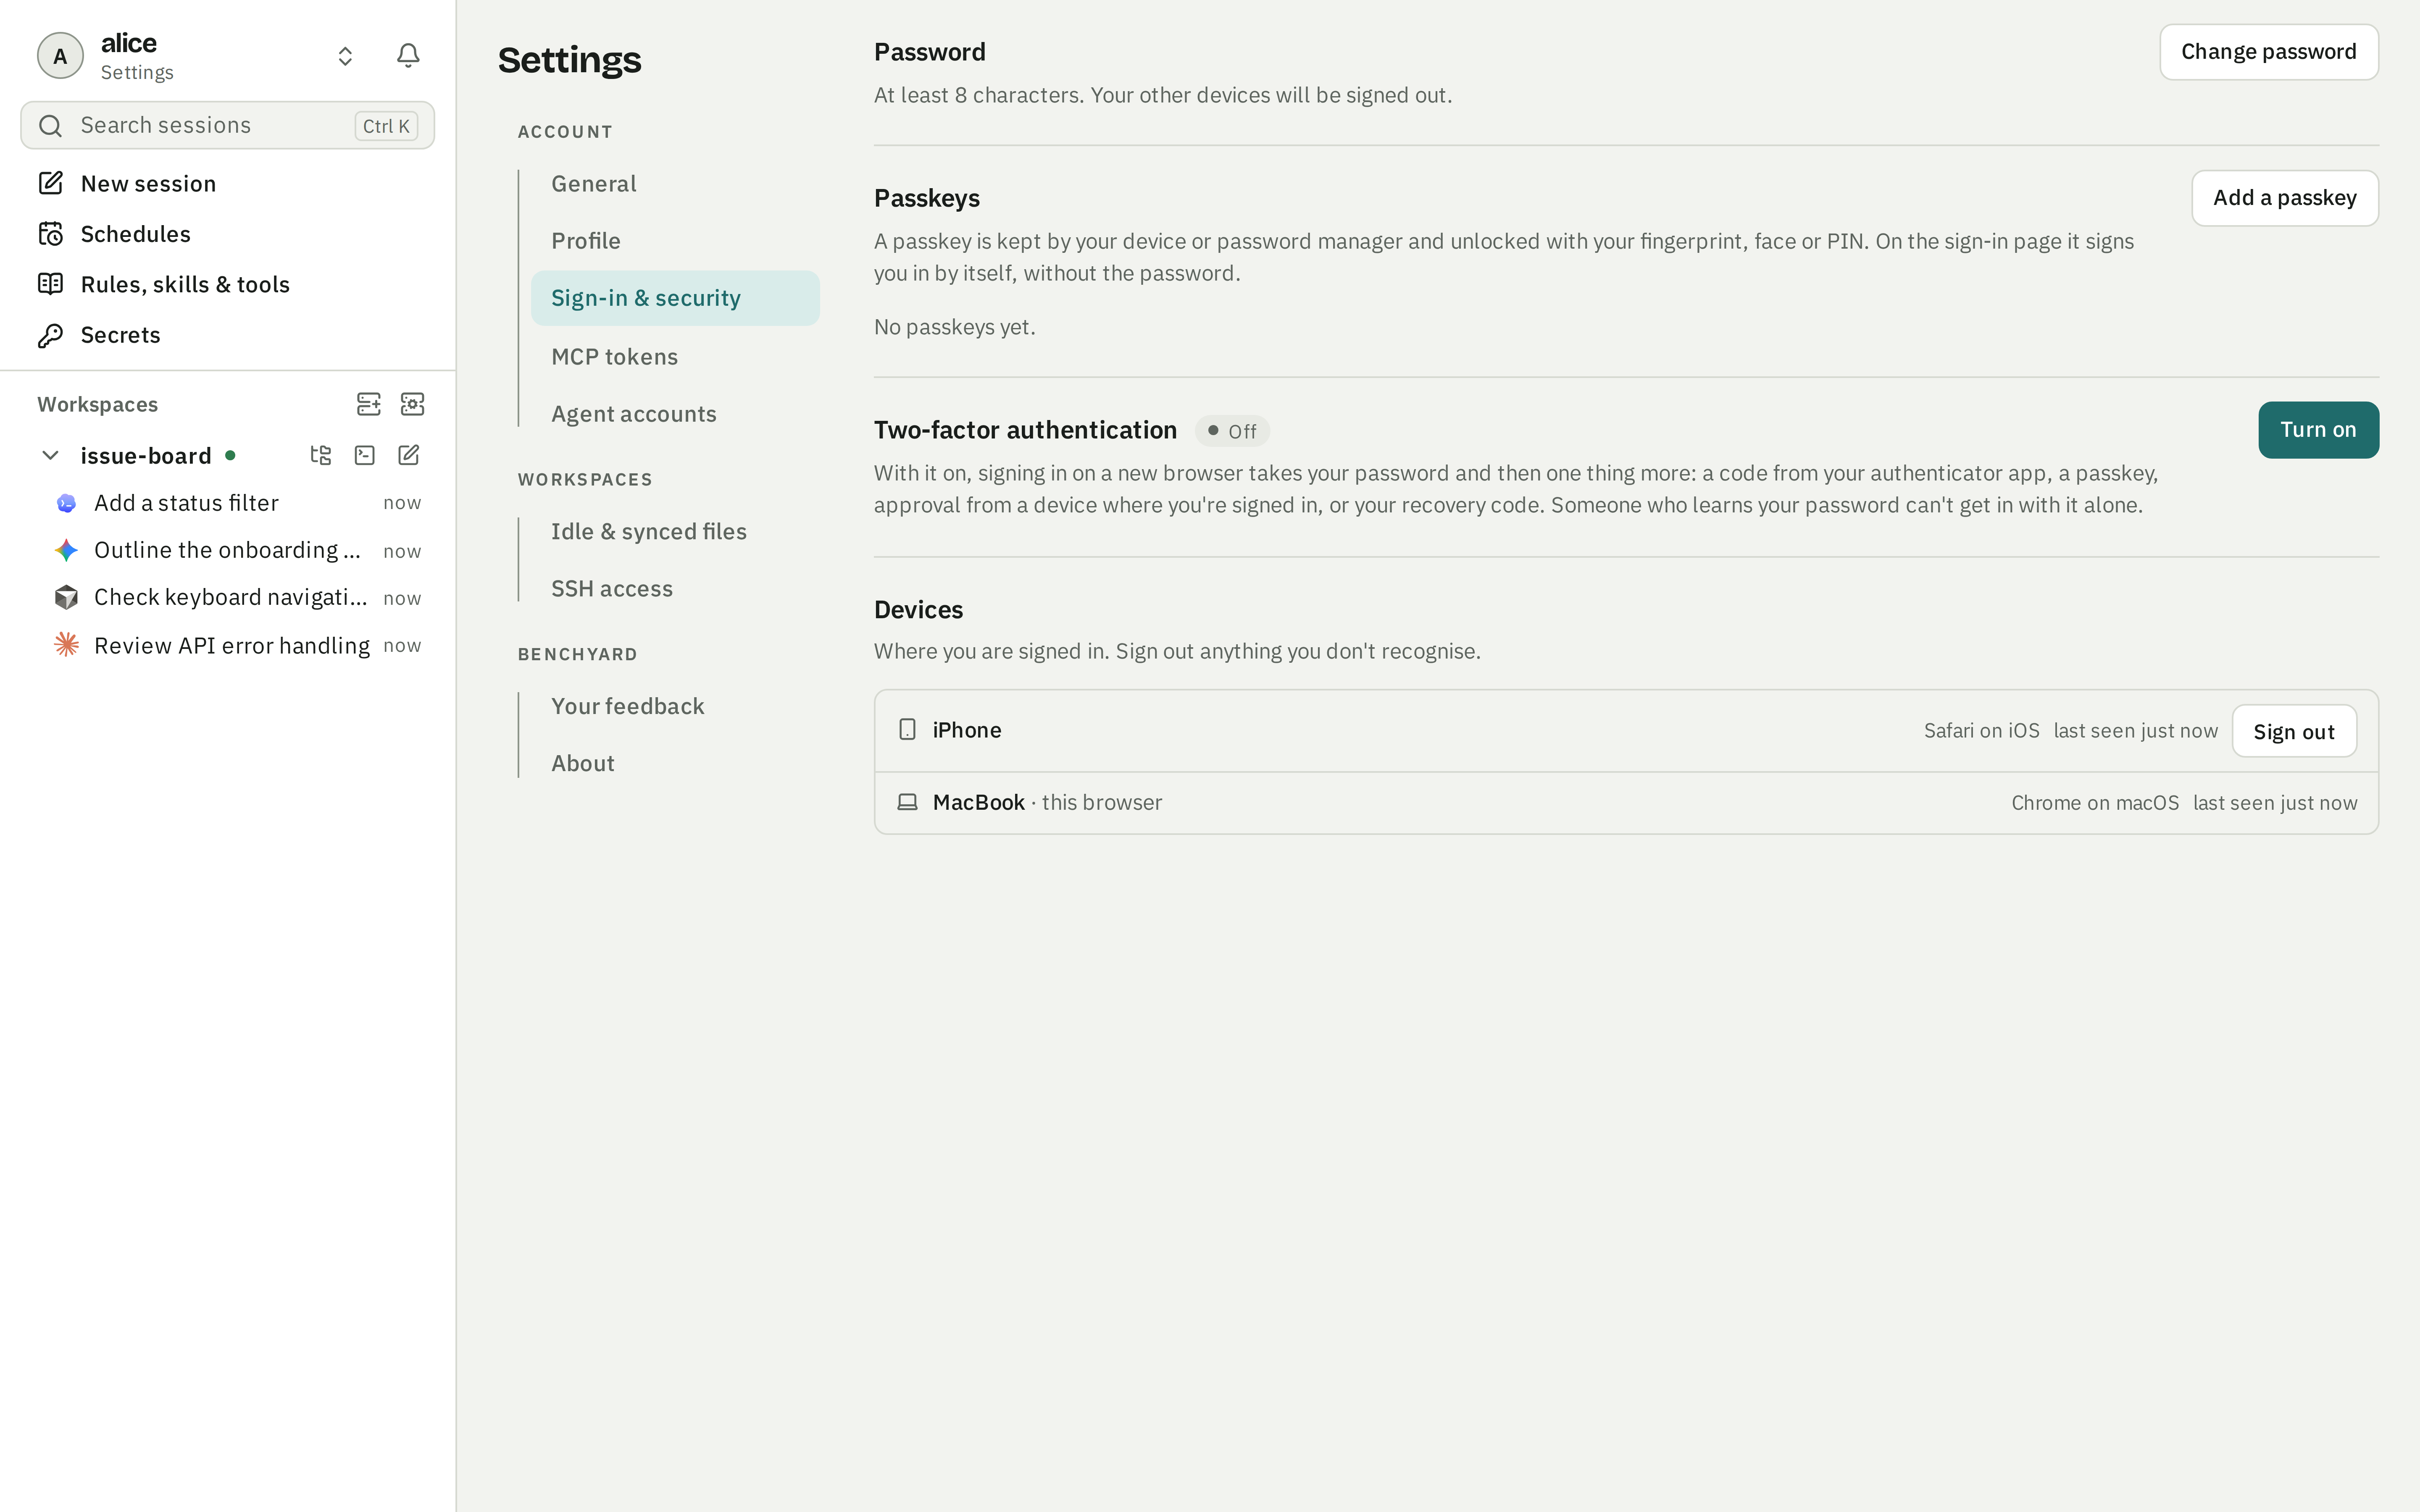 A
alice
Settings
Search sessions
Ctrl K
New session
Schedules
Rules, skills & tools
Secrets
Workspaces
issue-board
Add a status filter now
Outline the onboarding ... now
Check keyboard navigati... now
Review API error handling now
Settings
ACCOUNT
General
Profile
Sign-in & security
MCP tokens
Agent accounts
WORKSPACES
Idle & synced files
SSH access
BENCHYARD
Your feedback
About
Password
Change password
At least 8 characters. Your other devices will be signed out.
Passkeys
Add a passkey
A passkey is kept by your device or password manager and unlocked with your fingerprint, face or PIN. On the sign-in page it signs
you in by itself, without the password.
No passkeys yet.
Two-factor authentication Off
Turn on
With it on, signing in on a new browser takes your password and then one thing more: a code from your authenticator app, a passkey,
approval from a device where you're signed in, or your recovery code. Someone who learns your password can't get in with it alone.
Devices
Where you are signed in. Sign out anything you don't recognise.
iPhone Safari on iOS last seen just now Sign out
MacBook · this browser Chrome on macOS last seen just now